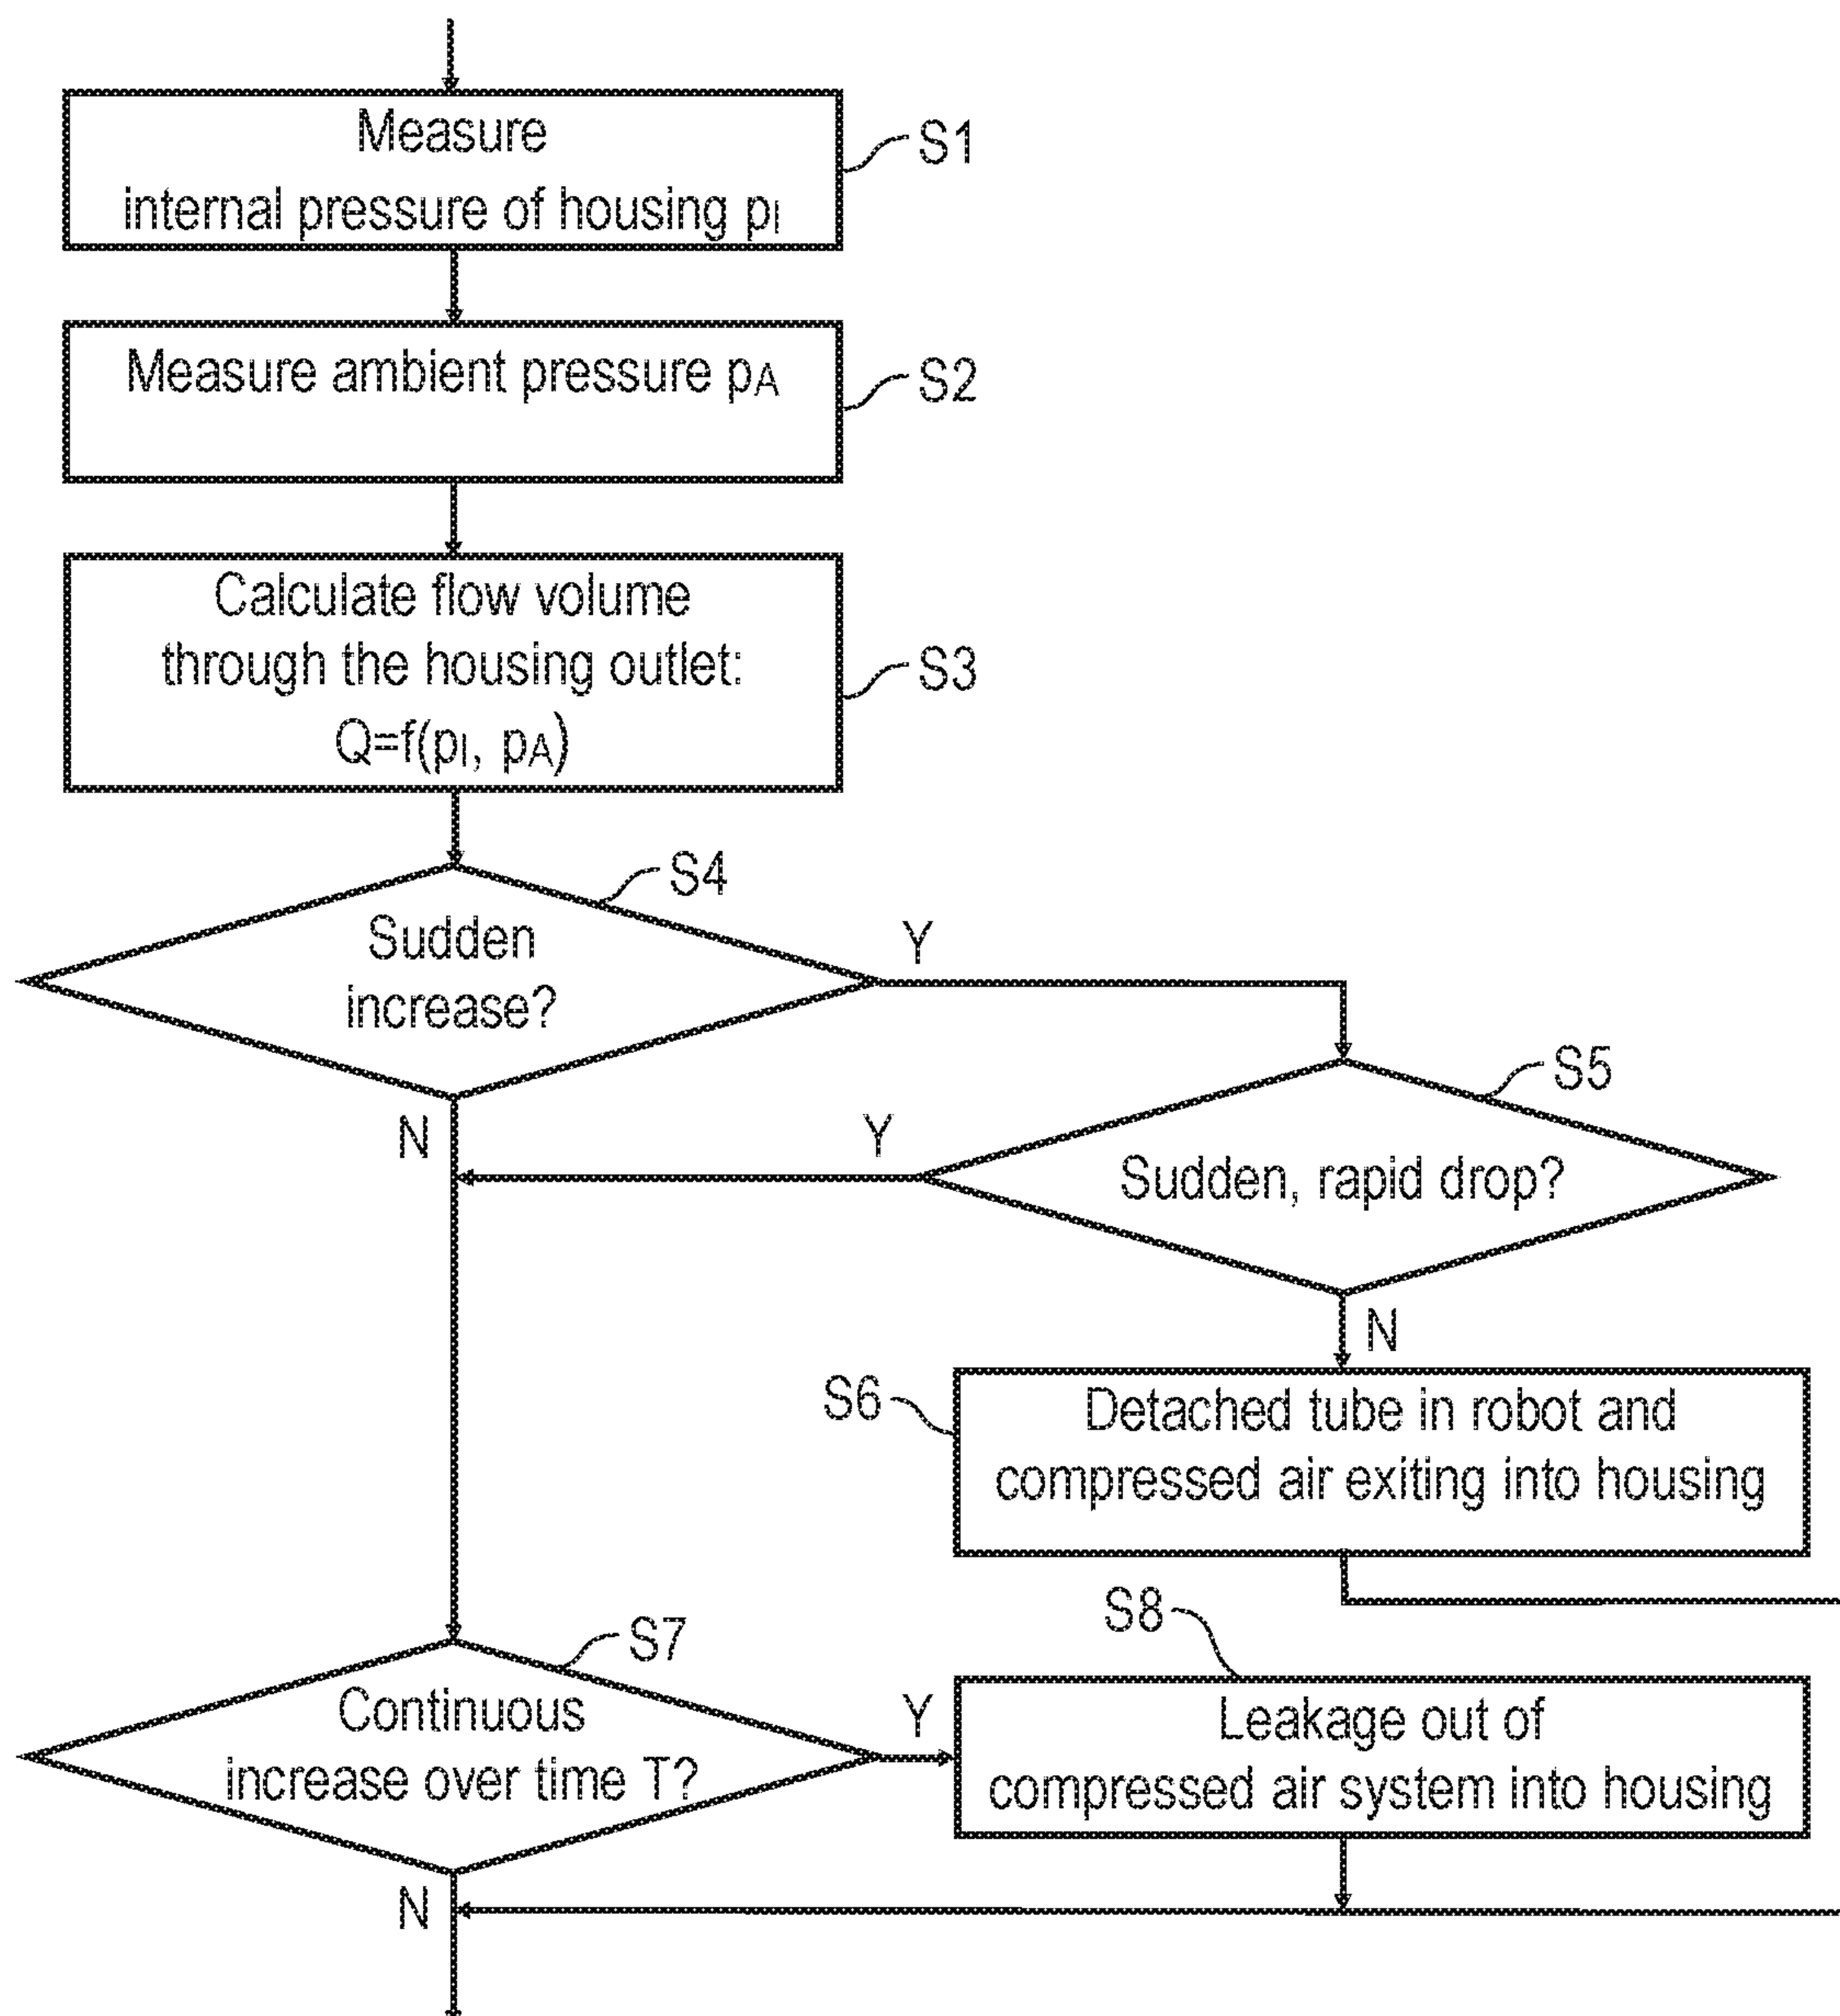 Measure
internal pressure of housing pI
S1
Measure ambient pressure pA
S2
Calculate flow volume
through the housing outlet:
Q=f(pI, pA)
S3
S4
Sudden
increase?
Y
N
S5
Sudden, rapid drop?
Y
N
S6
Detached tube in robot and
compressed air exiting into housing
S7
Continuous
increase over time T?
Y
N
S8
Leakage out of
compressed air system into housing